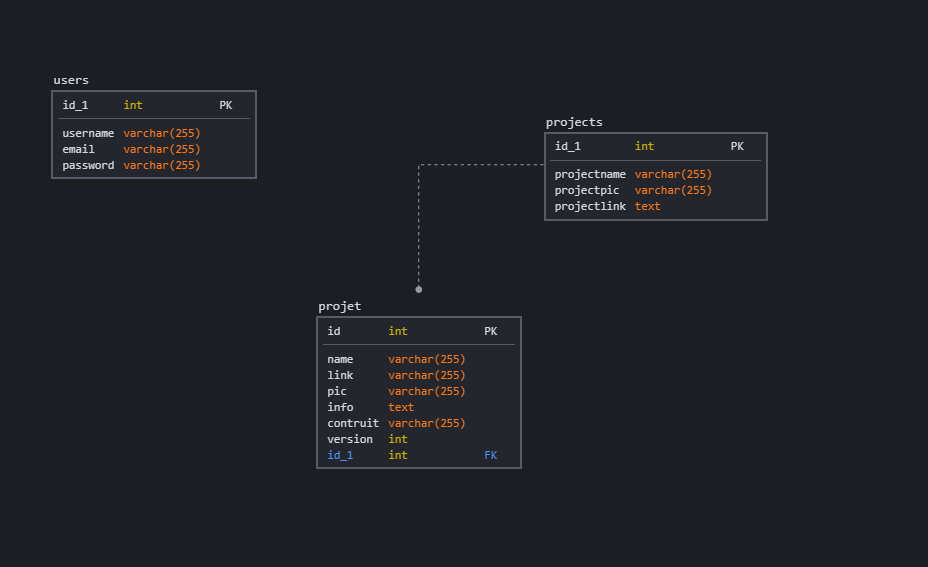 users
id_1 int PK
username varchar(255)
email varchar(255)
password varchar(255)
projects
id_1 int PK
projectname varchar(255)
projectpic varchar(255)
projectlink text
projet
id int PK
name varchar(255)
link varchar(255)
pic varchar(255)
info text
contruit varchar(255)
version int
id_1 int FK